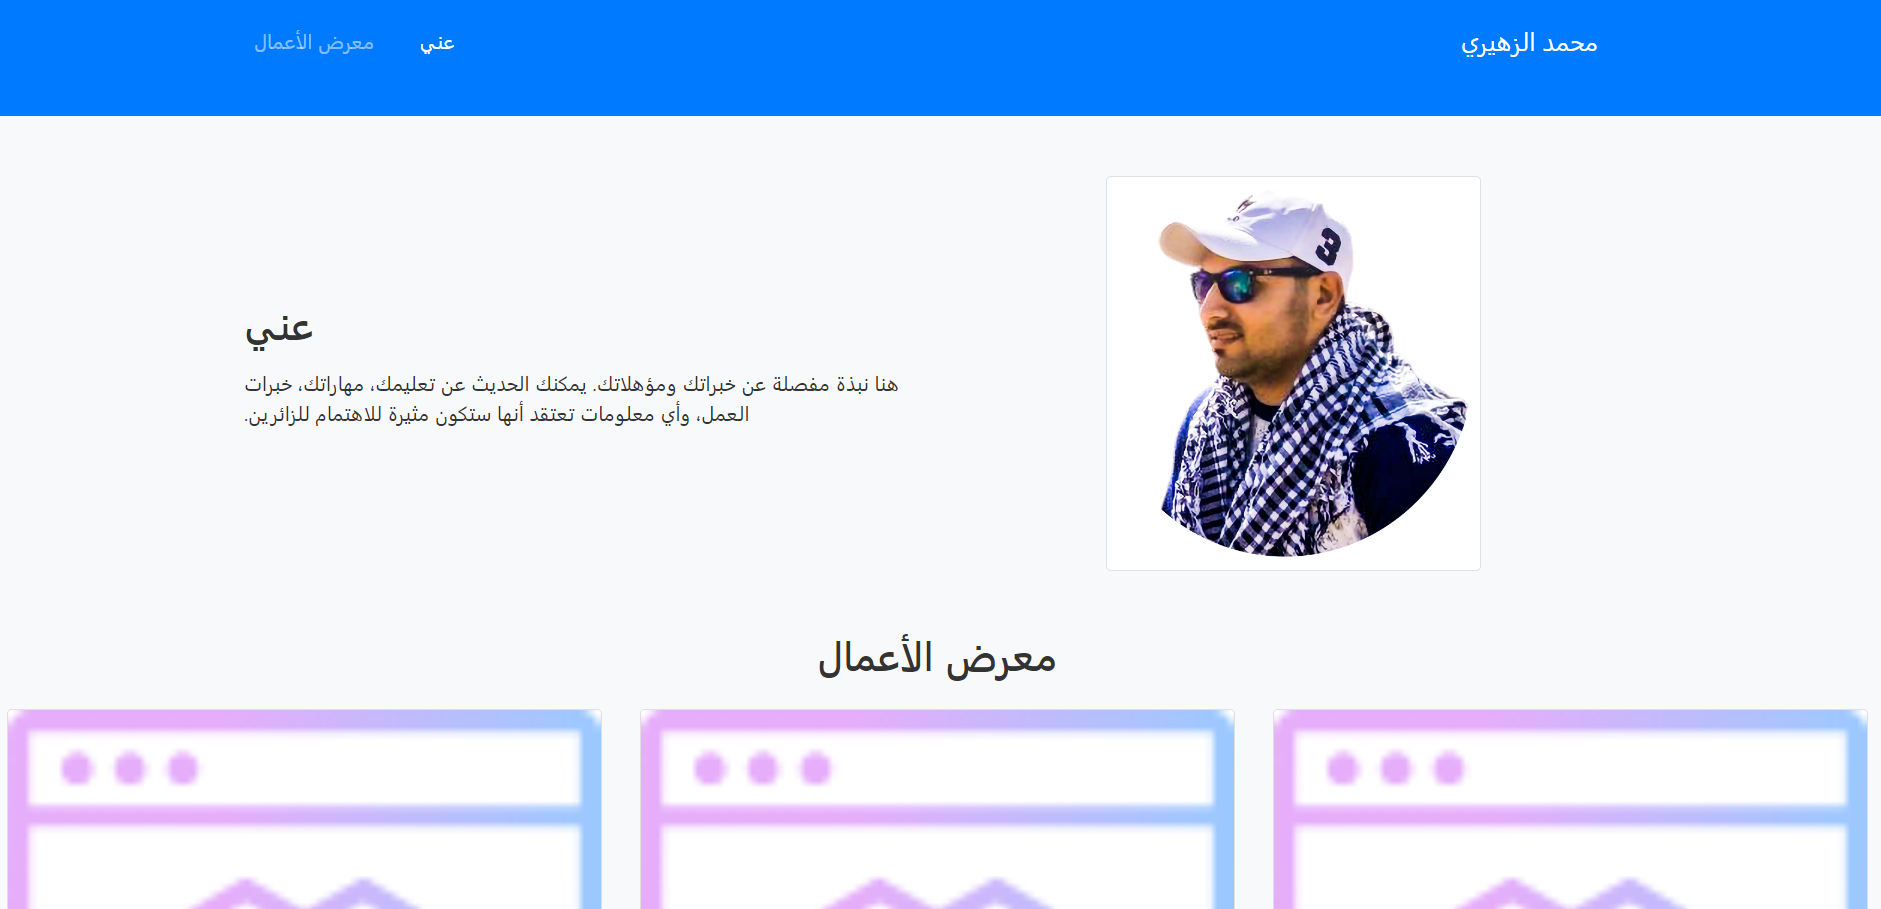 محمد الزهيري
عني
معرض الأعمال
عني
هنا نبذة مفصلة عن خبراتك ومؤهلاتك. يمكنك الحديث عن تعليمك، مهاراتك، خبرات
العمل، وأي معلومات تعتقد أنها ستكون مثيرة للاهتمام للزائرين.
3
معرض الأعمال